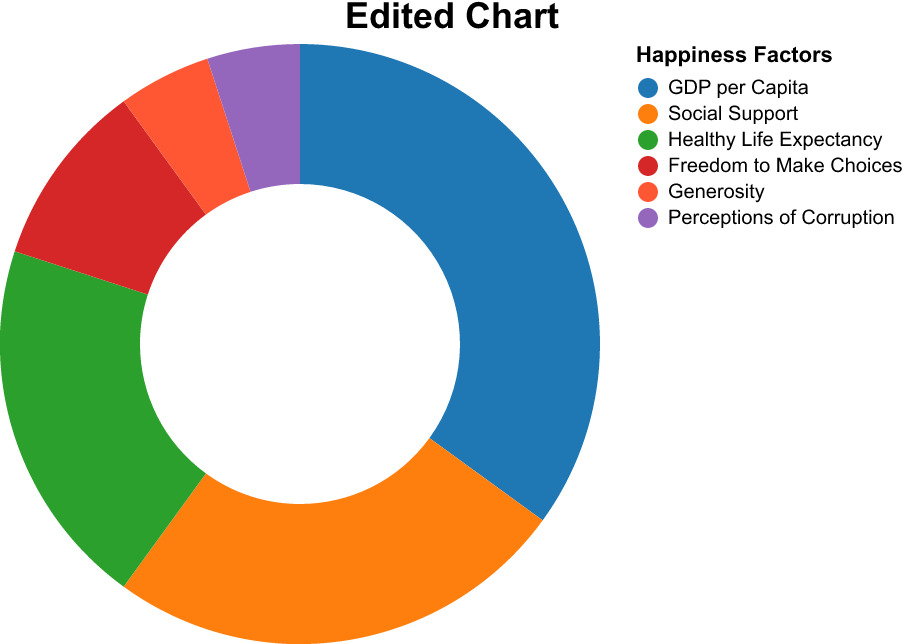 Edited Chart
Happiness Factors
GDP per Capita
Social Support
Healthy Life Expectancy
Freedom to Make Choices
Generosity
Perceptions of Corruption